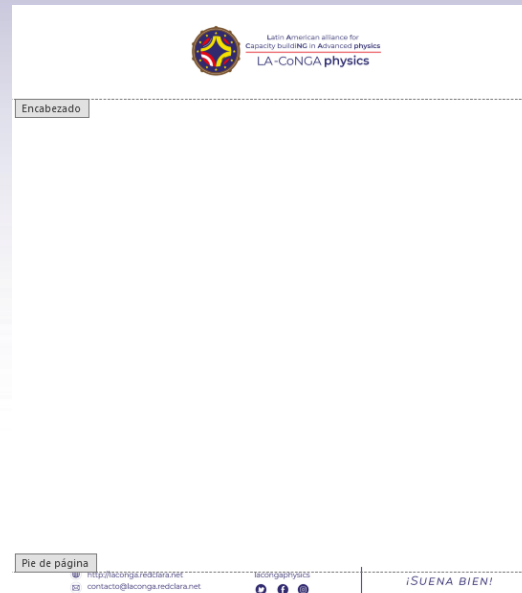 Latin American alliance for
Capacity buildiNG in Advanced physics
LA-CoNGA physics
Encabezado
Pie de página
http://laconga.redclara.net
lacongaphysics
contacto@laconga.redclara.net
¡SUENA BIEN!